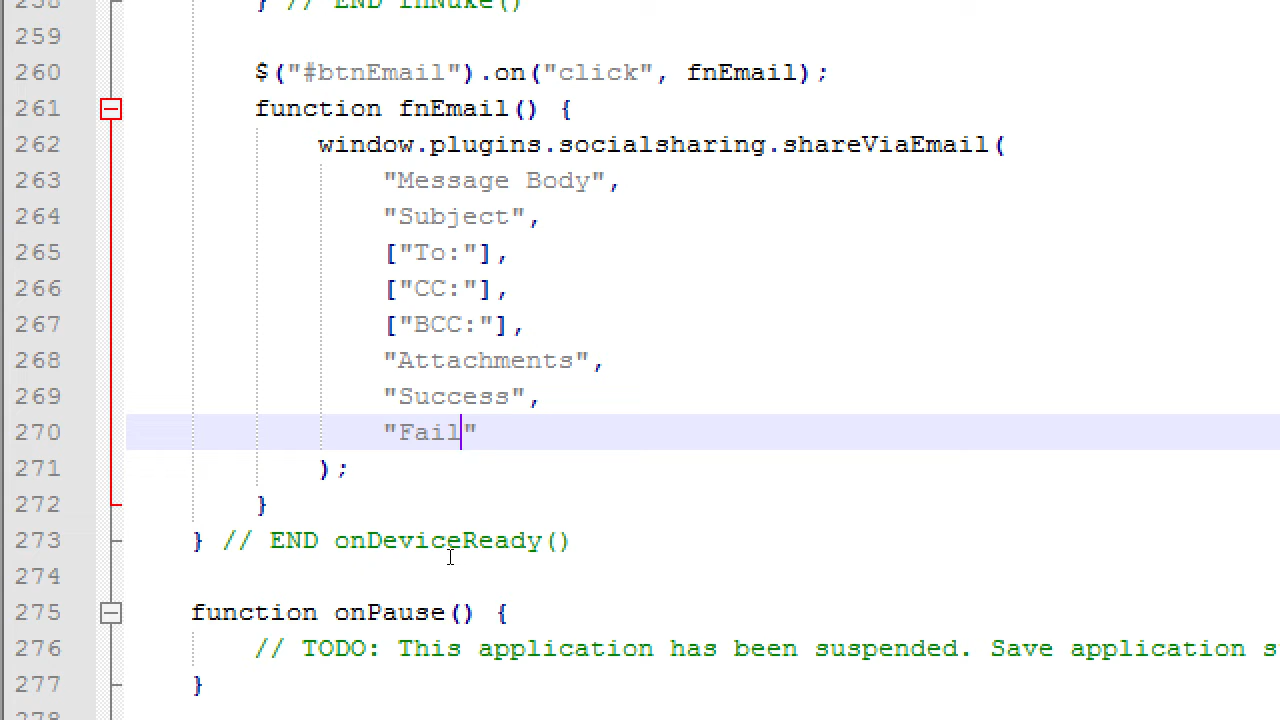 258 } // END fnNuke()
259
260 $("#btnEmail").on("click", fnEmail);
261 function fnEmail() {
262 window.plugins.socialsharing.shareViaEmail(
263 "Message Body",
264 "Subject",
265 ["To:"],
266 ["CC:"],
267 ["BCC:"],
268 "Attachments",
269 "Success",
270 "Fail"
271 );
272 }
273 } // END onDeviceReady()
274
275 function onPause() {
276 // TODO: This application has been suspended. Save application s
277 }
278